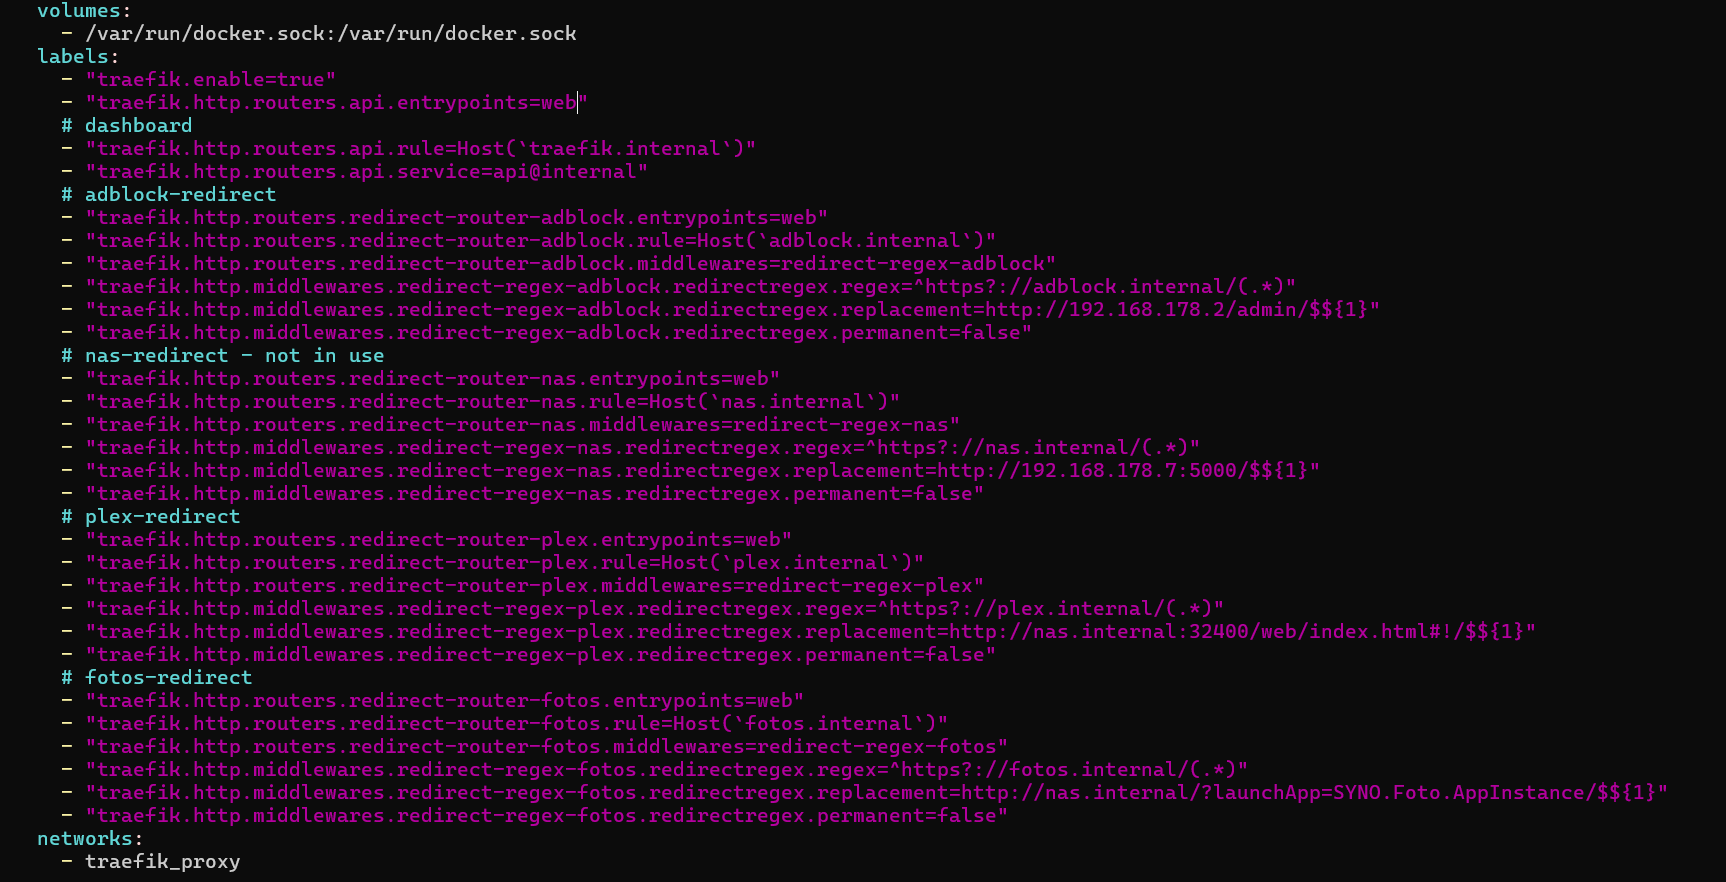 volumes:
  - /var/run/docker.sock:/var/run/docker.sock
labels:
  - "traefik.enable=true"
  - "traefik.http.routers.api.entrypoints=web"
  # dashboard
  - "traefik.http.routers.api.rule=Host(`traefik.internal`)"
  - "traefik.http.routers.api.service=api@internal"
  # adblock-redirect
  - "traefik.http.routers.redirect-router-adblock.entrypoints=web"
  - "traefik.http.routers.redirect-router-adblock.rule=Host(`adblock.internal`)"
  - "traefik.http.routers.redirect-router-adblock.middlewares=redirect-regex-adblock"
  - "traefik.http.middlewares.redirect-regex-adblock.redirectregex.regex=^https?://adblock.internal/(.*)"
  - "traefik.http.middlewares.redirect-regex-adblock.redirectregex.replacement=http://192.168.178.2/admin/$${1}"
  - "traefik.http.middlewares.redirect-regex-adblock.redirectregex.permanent=false"
  # nas-redirect - not in use
  - "traefik.http.routers.redirect-router-nas.entrypoints=web"
  - "traefik.http.routers.redirect-router-nas.rule=Host(`nas.internal`)"
  - "traefik.http.routers.redirect-router-nas.middlewares=redirect-regex-nas"
  - "traefik.http.middlewares.redirect-regex-nas.redirectregex.regex=^https?://nas.internal/(.*)"
  - "traefik.http.middlewares.redirect-regex-nas.redirectregex.replacement=http://192.168.178.7:5000/$${1}"
  - "traefik.http.middlewares.redirect-regex-nas.redirectregex.permanent=false"
  # plex-redirect
  - "traefik.http.routers.redirect-router-plex.entrypoints=web"
  - "traefik.http.routers.redirect-router-plex.rule=Host(`plex.internal`)"
  - "traefik.http.routers.redirect-router-plex.middlewares=redirect-regex-plex"
  - "traefik.http.middlewares.redirect-regex-plex.redirectregex.regex=^https?://plex.internal/(.*)"
  - "traefik.http.middlewares.redirect-regex-plex.redirectregex.replacement=http://nas.internal:32400/web/index.html#!/$${1}"
  - "traefik.http.middlewares.redirect-regex-plex.redirectregex.permanent=false"
  # fotos-redirect
  - "traefik.http.routers.redirect-router-fotos.entrypoints=web"
  - "traefik.http.routers.redirect-router-fotos.rule=Host(`fotos.internal`)"
  - "traefik.http.routers.redirect-router-fotos.middlewares=redirect-regex-fotos"
  - "traefik.http.middlewares.redirect-regex-fotos.redirectregex.regex=^https?://fotos.internal/(.*)"
  - "traefik.http.middlewares.redirect-regex-fotos.redirectregex.replacement=http://nas.internal/?launchApp=SYNO.Foto.AppInstance/$${1}"
  - "traefik.http.middlewares.redirect-regex-fotos.redirectregex.permanent=false"
networks:
  - traefik_proxy